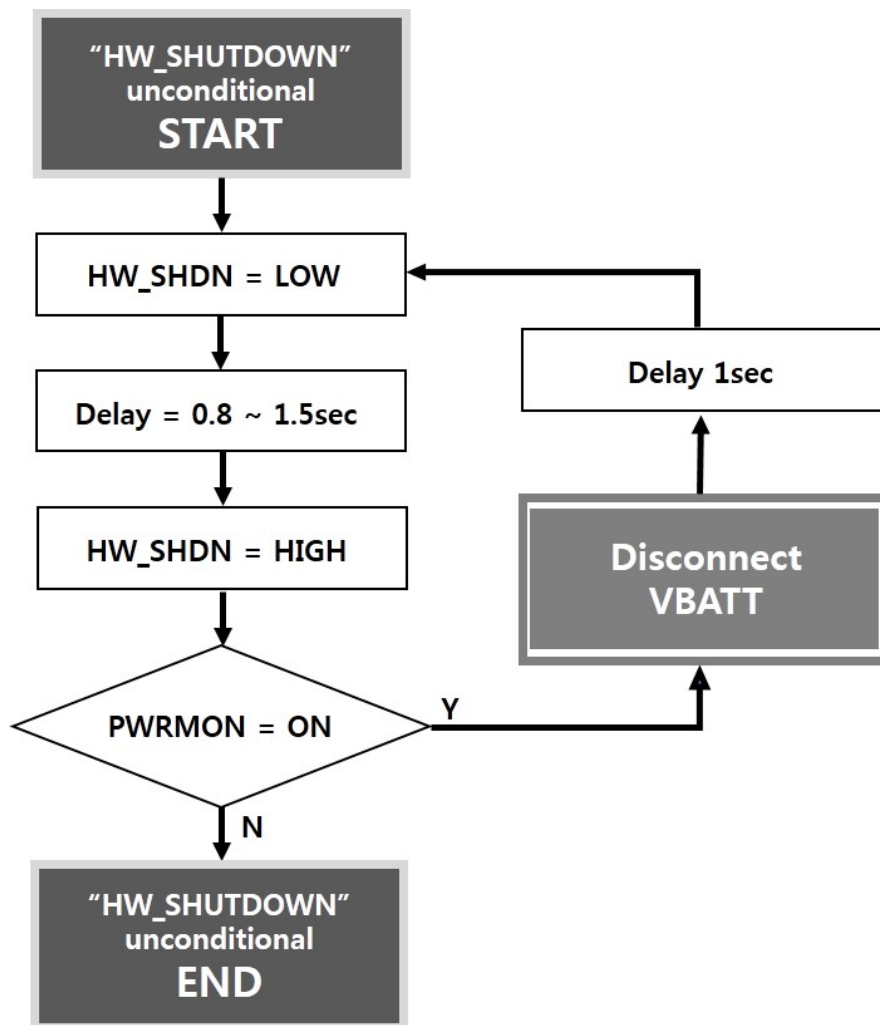 “HW_SHUTDOWN”
unconditional
START
HW_SHDN = LOW
Delay = 0.8 ~ 1.5sec
HW_SHDN = HIGH
PWRMON = ON
Y
N
Delay 1sec
Disconnect
VBATT
“HW_SHUTDOWN”
unconditional
END